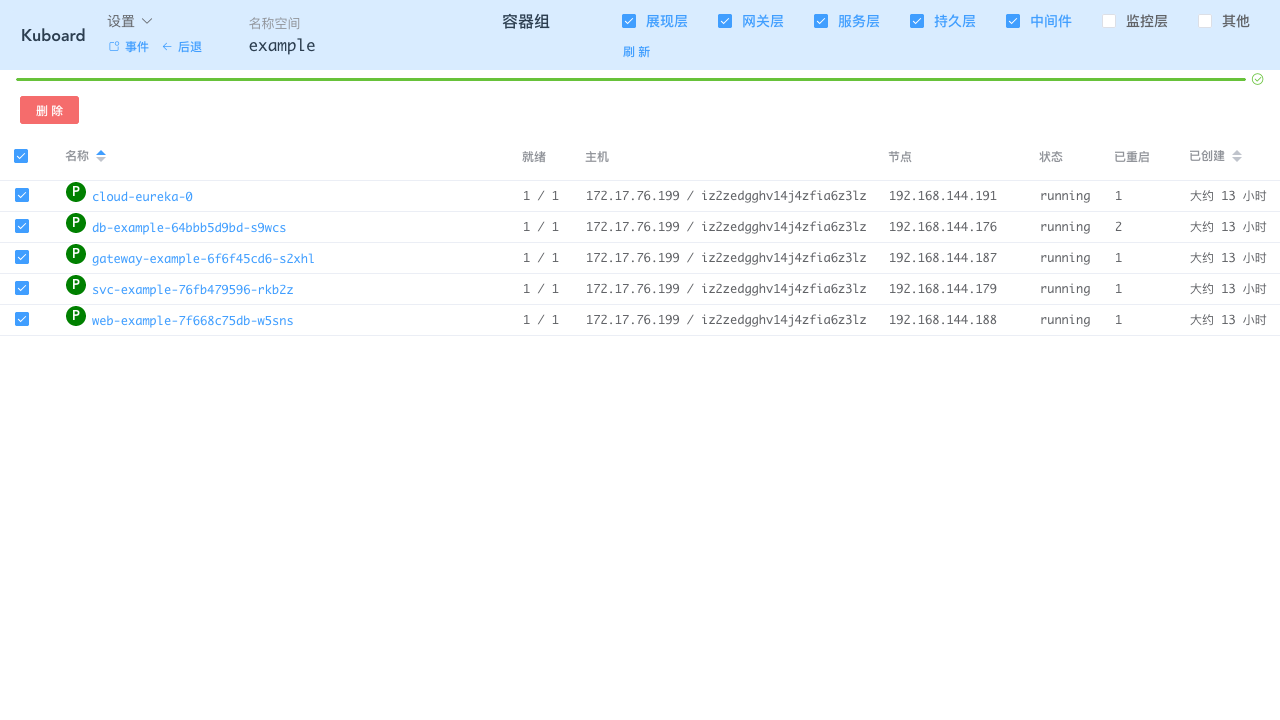 Kuboard
设置
事件 后退
名称空间
example
容器组
展现层 网关层 服务层 持久层 中间件 监控层 其他
刷 新
删 除
名称 就绪 主机 节点 状态 已重启 已创建
P cloud-eureka-0 1 / 1 172.17.76.199 / iz2zedgghv14j4zfia6z3lz 192.168.144.191 running 1 大约 13 小时
P db-example-64bbb5d9bd-s9wcs 1 / 1 172.17.76.199 / iz2zedgghv14j4zfia6z3lz 192.168.144.176 running 2 大约 13 小时
P gateway-example-6f6f45cd6-s2xhl 1 / 1 172.17.76.199 / iz2zedgghv14j4zfia6z3lz 192.168.144.187 running 1 大约 13 小时
P svc-example-76fb479596-rkb2z 1 / 1 172.17.76.199 / iz2zedgghv14j4zfia6z3lz 192.168.144.179 running 1 大约 13 小时
P web-example-7f668c75db-w5sns 1 / 1 172.17.76.199 / iz2zedgghv14j4zfia6z3lz 192.168.144.188 running 1 大约 13 小时